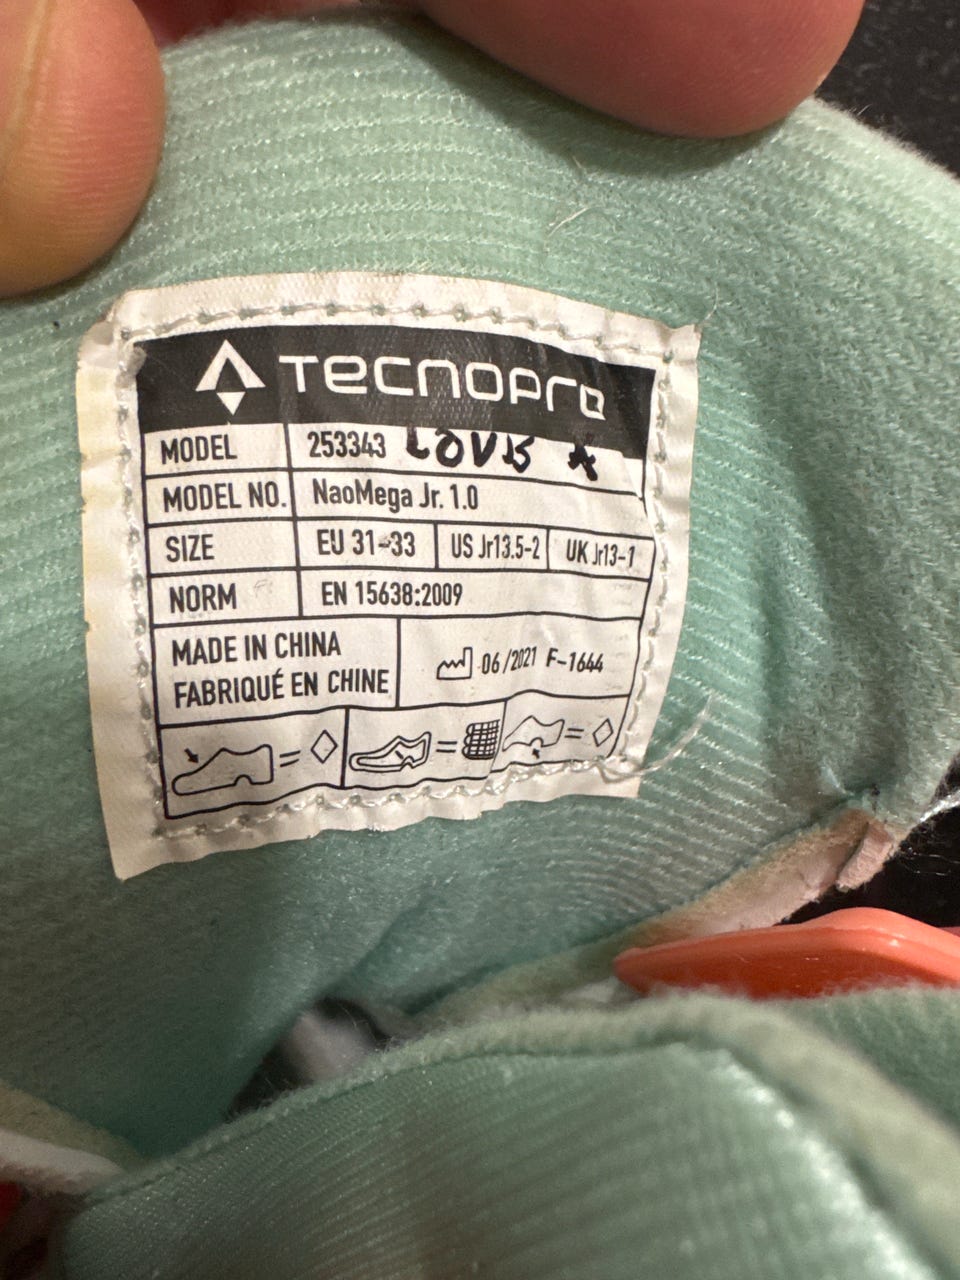 TECNOPRO
MODEL 253343 LOUIS A
MODEL NO. NaoMega Jr. 1.0
SIZE EU 31-33 US Jr13.5-2 UK Jr13-1
NORM EN 15638:2009
MADE IN CHINA
FABRIQUÉ EN CHINE
06/2021 F-1644